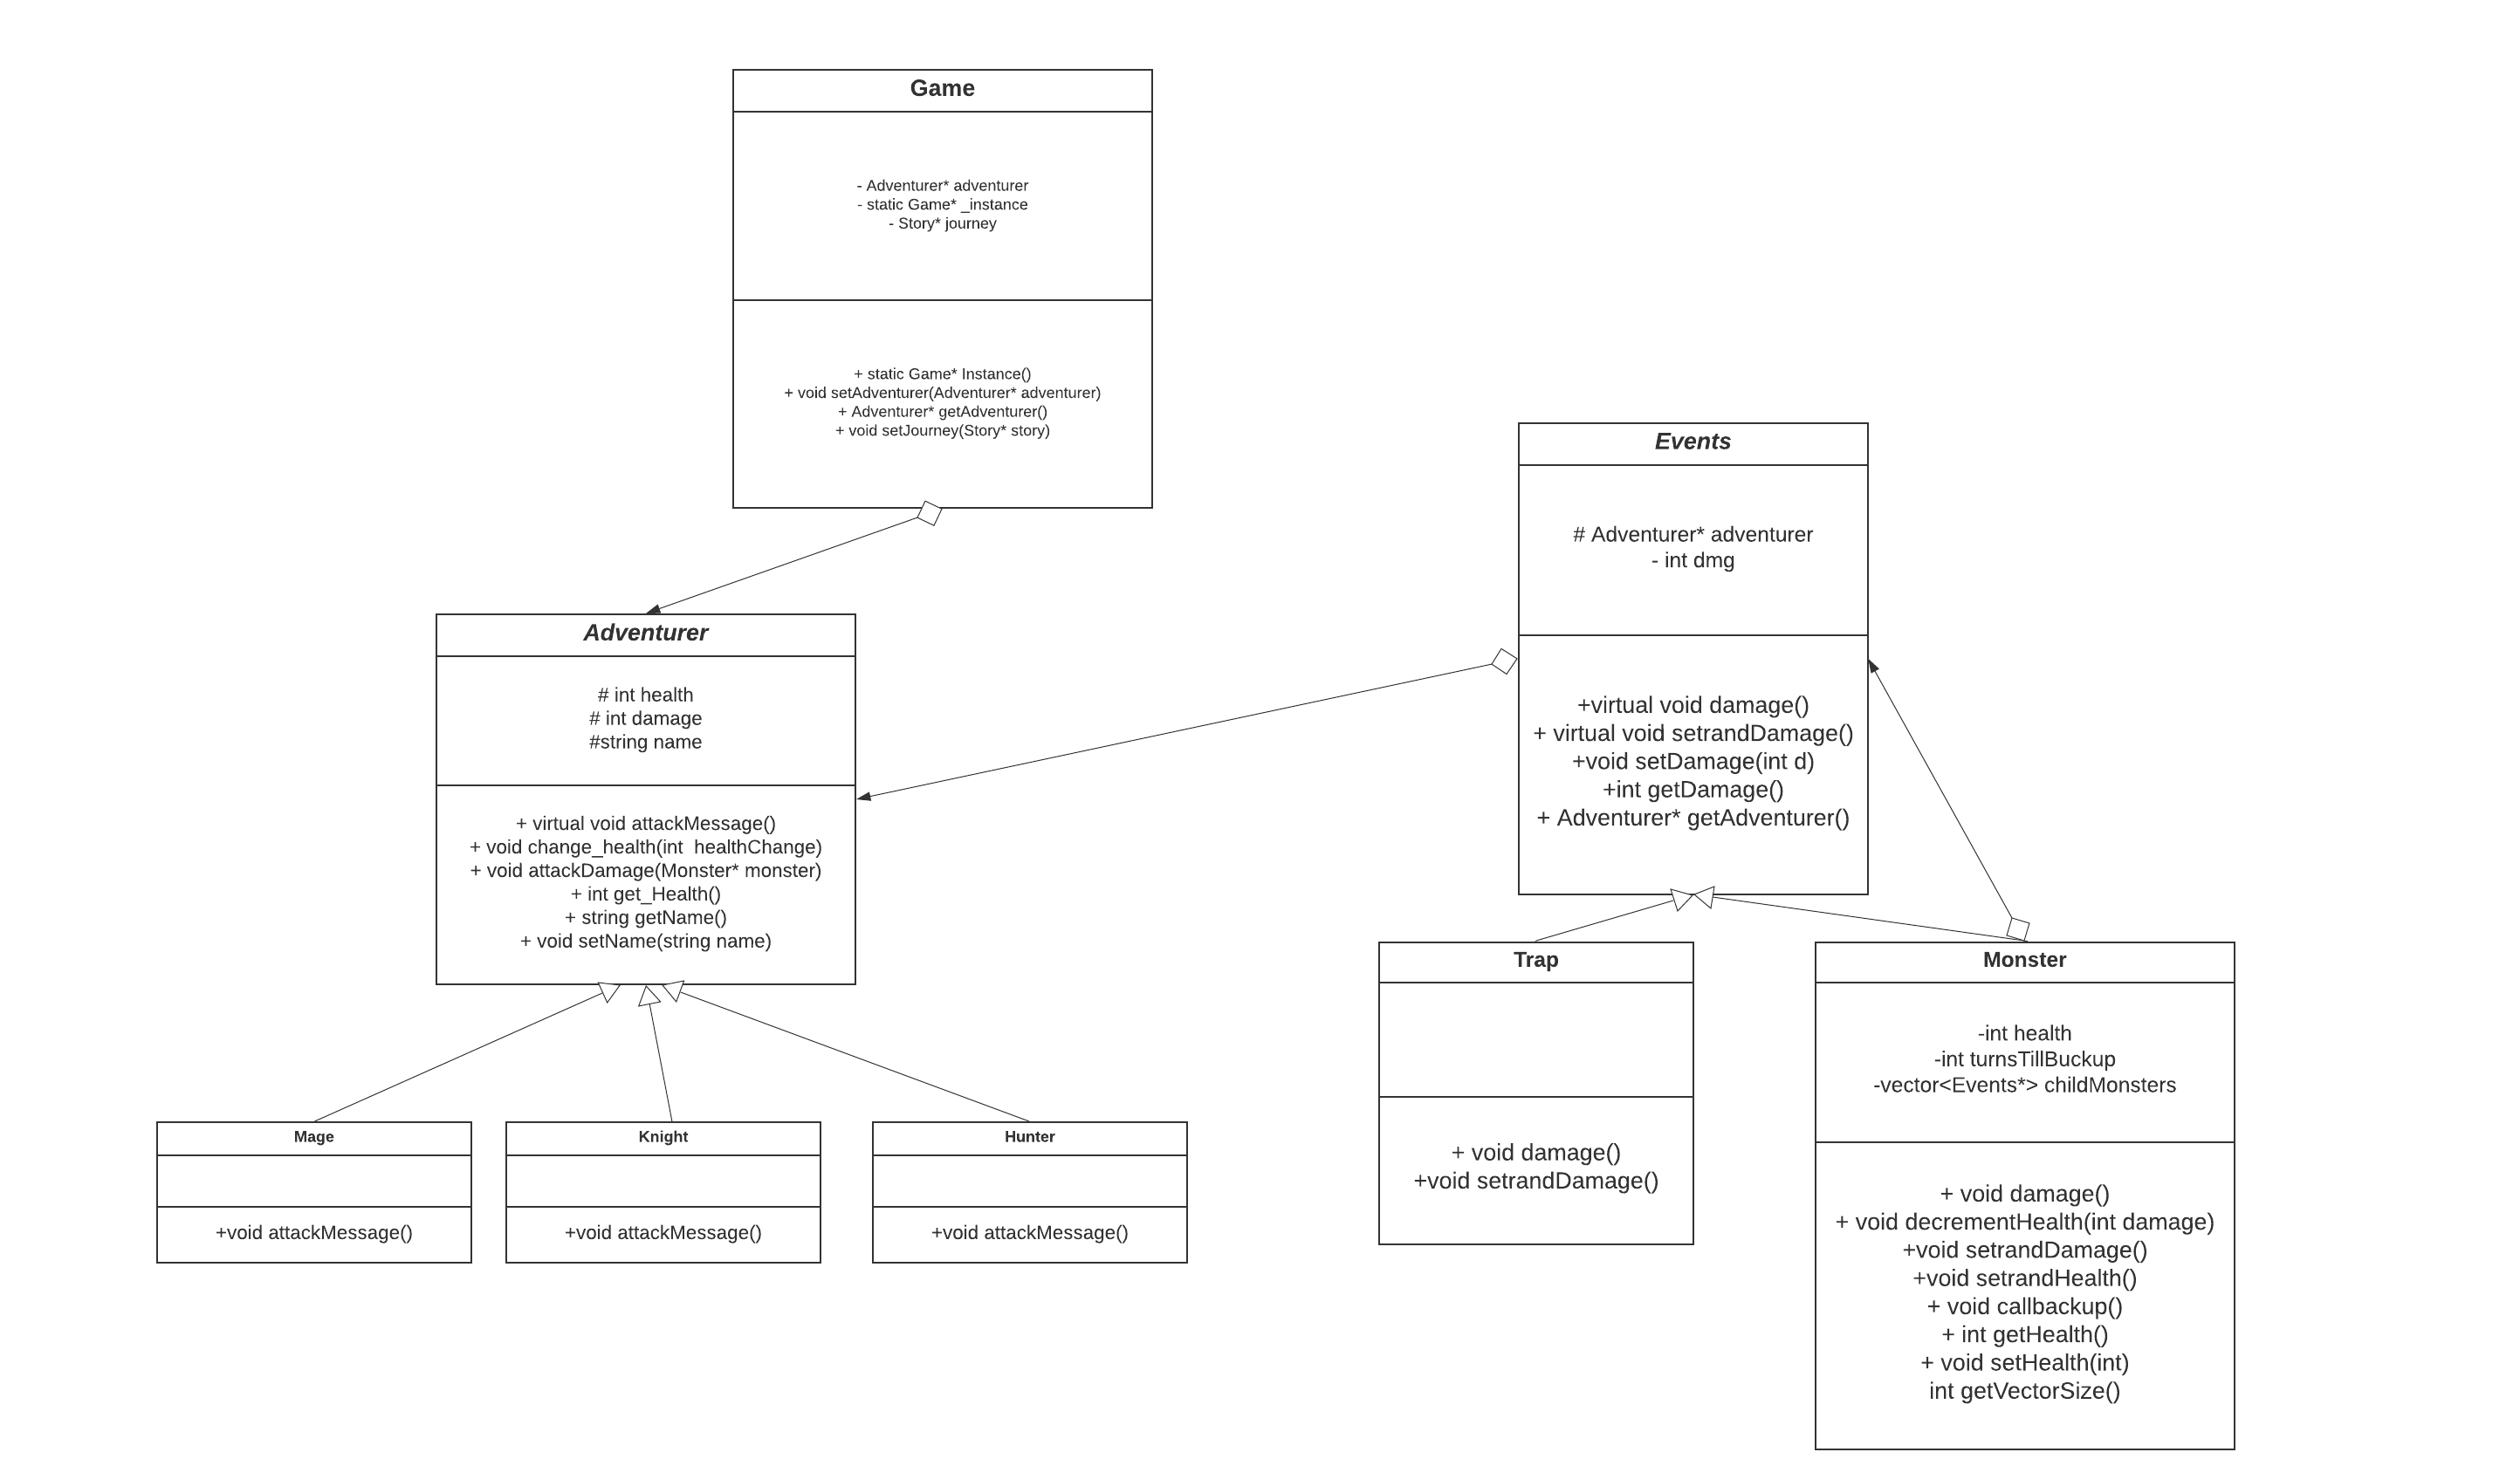 Game
- Adventurer* adventurer
- static Game* _instance
- Story* journey
+ static Game* Instance()
+ void setAdventurer(Adventurer* adventurer)
+ Adventurer* getAdventurer()
+ void setJourney(Story* story)
Events
# Adventurer* adventurer
- int dmg
+virtual void damage()
+ virtual void setrandDamage()
+void setDamage(int d)
+int getDamage()
+ Adventurer* getAdventurer()
Adventurer
# int health
# int damage
#string name
+ virtual void attackMessage()
+ void change_health(int  healthChange)
+ void attackDamage(Monster* monster)
+ int get_Health()
+ string getName()
+ void setName(string name)
Trap
+ void damage()
+void setrandDamage()
Monster
-int health
-int turnsTillBuckup
-vector<Events*> childMonsters
+ void damage()
+ void decrementHealth(int damage)
+void setrandDamage()
+void setrandHealth()
+ void callbackup()
+ int getHealth()
+ void setHealth(int)
int getVectorSize()
Mage
+void attackMessage()
Knight
+void attackMessage()
Hunter
+void attackMessage()